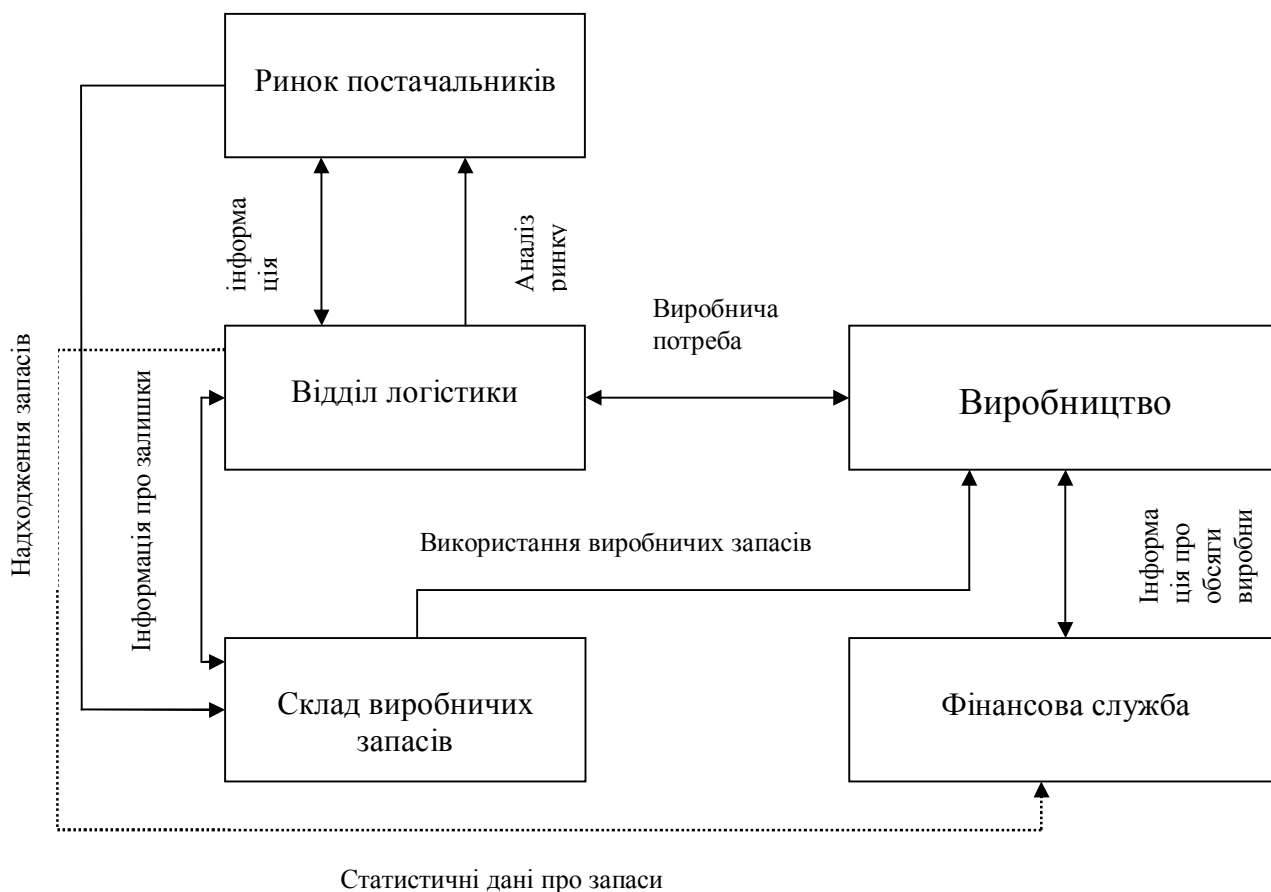 Ринок постачальників
інформа
ція
Аналіз
ринку
Виробнича
потреба
Надходження запасів
Інформація про залишки
Відділ логістики
Виробництво
Використання виробничих запасів
Інформа
ція про
обсяги
виробни
Склад виробничих
запасів
Фінансова служба
Статистичні дані про запаси